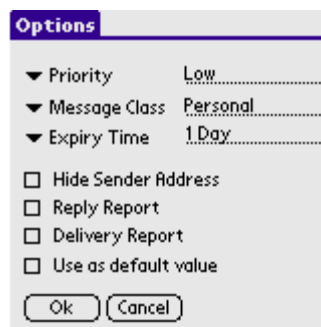 Options
Priority Low
Message Class Personal
Expiry Time 1 Day
Hide Sender Address
Reply Report
Delivery Report
Use as default value
Ok Cancel